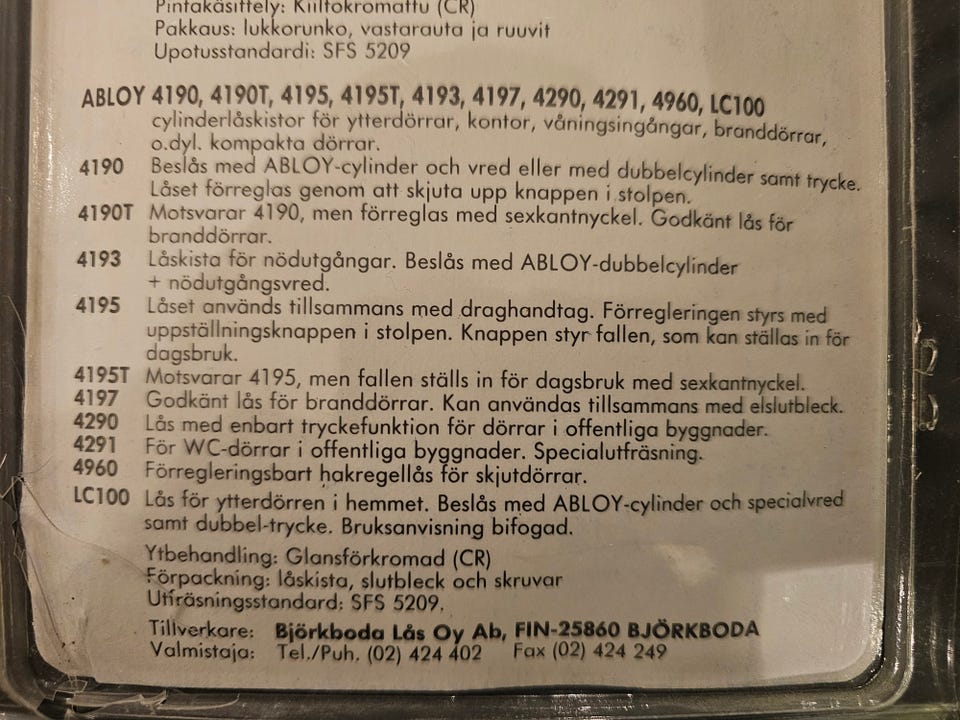 Pintakäsittely: Kiiltokromattu (CR)
Pakkaus: lukkorunko, vastarauta ja ruuvit
Upotusstandardi: SFS 5209
ABLOY 4190, 4190T, 4195, 4195T, 4193, 4197, 4290, 4291, 4960, LC100
cylinderlåskistor för ytterdörrar, kontor, våningsingångar, branddörrar,
o.dyl. kompakta dörrar.
4190 Beslås med ABLOY-cylinder och vred eller med dubbelcylinder samt trycke.
Låset förreglas genom att skjuta upp knappen i stolpen.
4190T Motsvarar 4190, men förreglas med sexkantnyckel. Godkänt lås för
branddörrar.
4193 Låskista för nödutgångar. Beslås med ABLOY-dubbelcylinder
+ nödutgångsvred.
4195 Låset används tillsammans med draghandtag. Förregleringen styrs med
uppställningsknappen i stolpen. Knappen styr fallen, som kan ställas in för
dagsbruk.
4195T Motsvarar 4195, men fallen ställs in för dagsbruk med sexkantnyckel.
4197 Godkänt lås för branddörrar. Kan användas tillsammans med elslutbleck.
4290 Lås med enbart tryckefunktion för dörrar i offentliga byggnader.
4291 För WC-dörrar i offentliga byggnader. Specialutfräsning.
4960 Förregleringsbart hakregellås för skjutdörrar.
LC100 Lås för ytterdörren i hemmet. Beslås med ABLOY-cylinder och specialvred
samt dubbel-trycke. Bruksanvisning bifogad.
Ytbehandling: Glansförkromad (CR)
Förpackning: låskista, slutbleck och skruvar
Utfräsningsstandard: SFS 5209.
Tillverkare: Björkboda Lås Oy Ab, FIN-25860 BJÖRKBODA
Valmistaja: Tel./Puh. (02) 424 402 Fax (02) 424 249